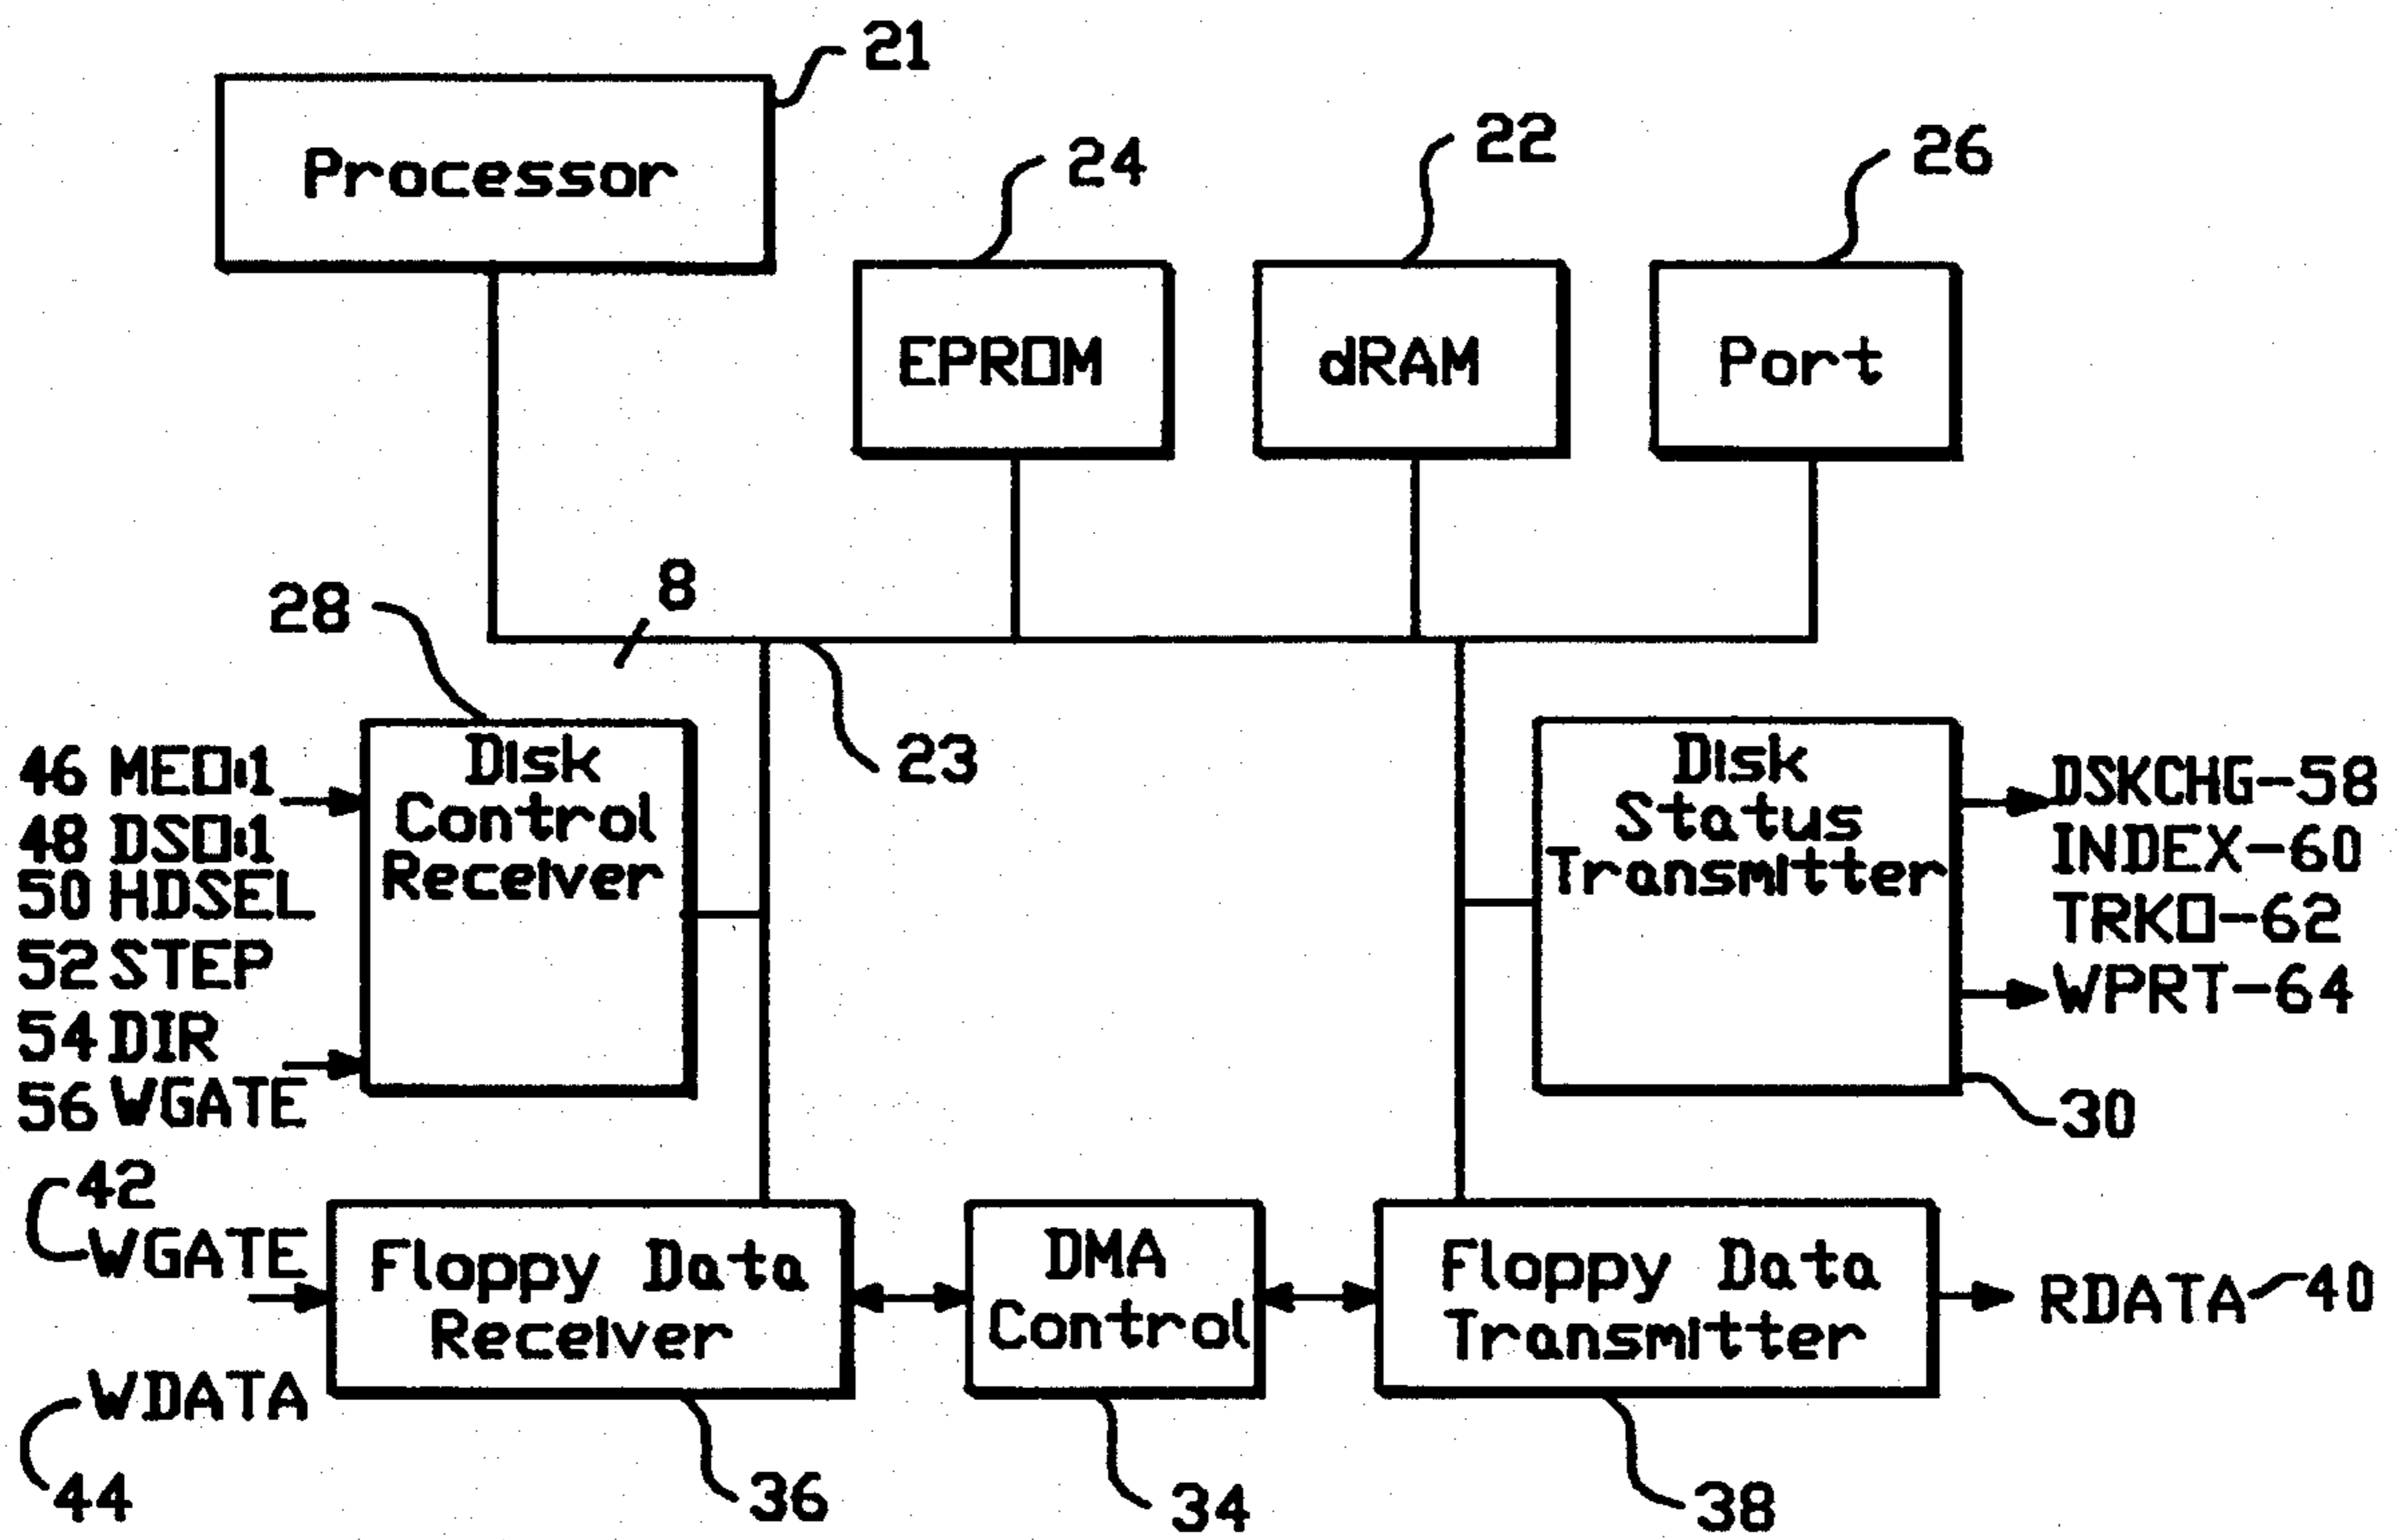 21
Processor
24
22
26
EPROM
dRAM
Port
8
28
23
46 ME0:1
48 DS0:1
50 HDSEL
52 STEP
54 DIR
56 WGATE
Disk
Control
Receiver
Disk
Status
Transmitter
DSKCHG-58
INDEX-60
TRK0-62
WPRT-64
30
42
WGATE
WDATA
44
Floppy Data
Receiver
36
DMA
Control
34
Floppy Data
Transmitter
38
RDATA 40